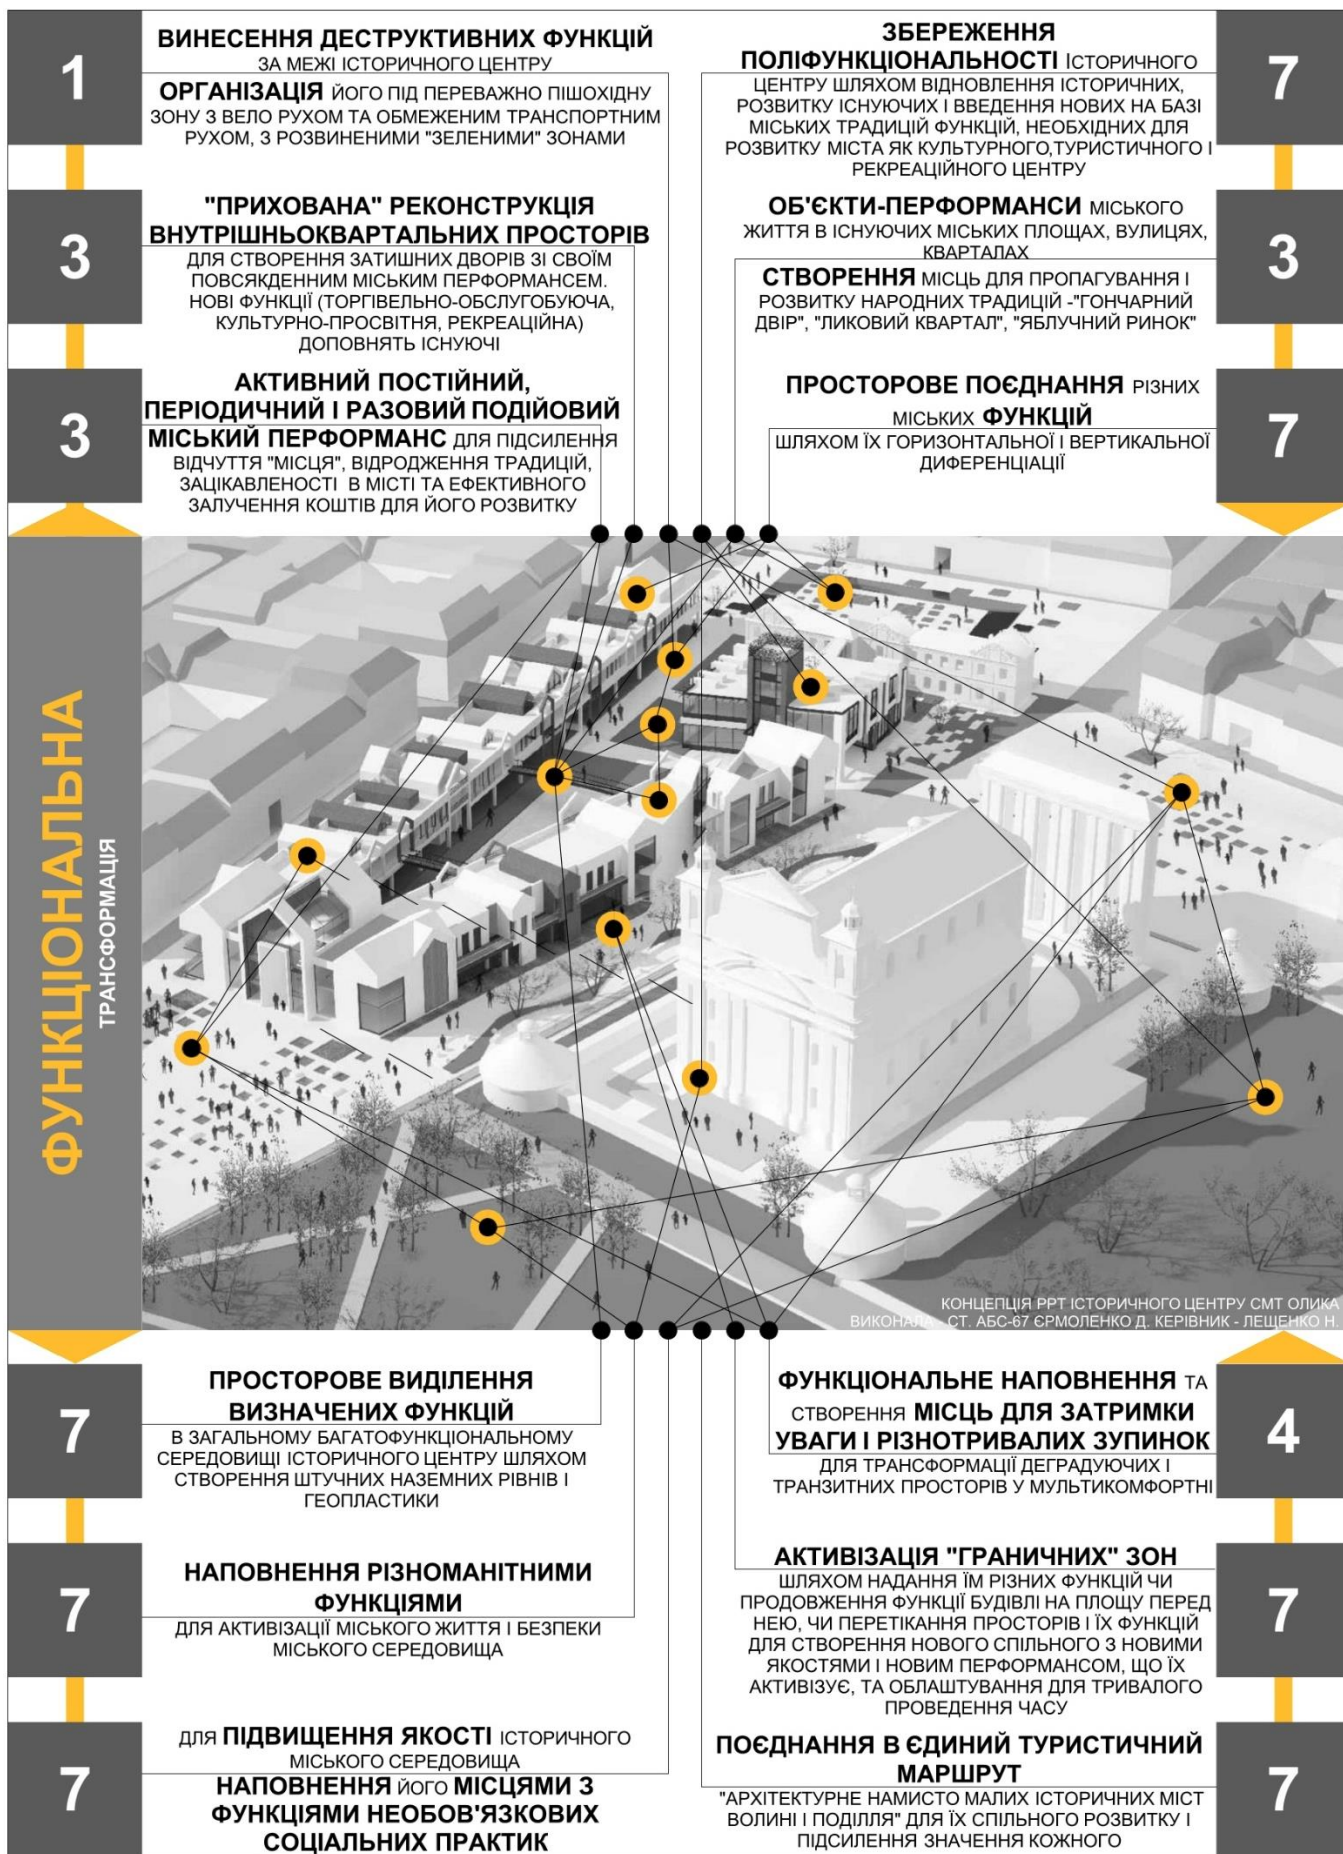 1
ВИНЕСЕННЯ ДЕСТРУКТИВНИХ ФУНКЦІЙ
ЗА МЕЖІ ІСТОРИЧНОГО ЦЕНТРУ
ОРГАНІЗАЦІЯ ЙОГО ПІД ПЕРЕВАЖНО ПІШОХІДНУ
ЗОНУ З ВЕЛО РУХОМ ТА ОБМЕЖЕНИМ ТРАНСПОРТНИМ
РУХОМ, З РОЗВИНЕНИМИ "ЗЕЛЕНИМИ" ЗОНАМИ
3
"ПРИХОВАНА" РЕКОНСТРУКЦІЯ
ВНУТРІШНЬОКВАРТАЛЬНИХ ПРОСТОРІВ
ДЛЯ СТВОРЕННЯ ЗАТИШНИХ ДВОРІВ ЗІ СВОЇМ
ПОВСЯКДЕННИМ МІСЬКИМ ПЕРФОРМАНСЕМ.
НОВІ ФУНКЦІЇ (ТОРГІВЕЛЬНО-ОБСЛУГОБУЮЧА,
КУЛЬТУРНО-ПРОСВІТНЯ, РЕКРЕАЦІЙНА)
ДОПОВНЯТЬ ІСНУЮЧІ
3
АКТИВНИЙ ПОСТІЙНИЙ,
ПЕРІОДИЧНИЙ І РАЗОВИЙ ПОДІЙОВИЙ
МІСЬКИЙ ПЕРФОРМАНС ДЛЯ ПІДСИЛЕННЯ
ВІДЧУТТЯ "МІСЦЯ", ВІДРОДЖЕННЯ ТРАДИЦІЙ,
ЗАЦІКАВЛЕНОСТІ В МІСТІ ТА ЕФЕКТИВНОГО
ЗАЛУЧЕННЯ КОШТІВ ДЛЯ ЙОГО РОЗВИТКУ
ЗБЕРЕЖЕННЯ
ПОЛІФУНКЦІОНАЛЬНОСТІ ІСТОРИЧНОГО
ЦЕНТРУ ШЛЯХОМ ВІДНОВЛЕННЯ ІСТОРИЧНИХ,
РОЗВИТКУ ІСНУЮЧИХ І ВВЕДЕННЯ НОВИХ НА БАЗІ
МІСЬКИХ ТРАДИЦІЙ ФУНКЦІЙ, НЕОБХІДНИХ ДЛЯ
РОЗВИТКУ МІСТА ЯК КУЛЬТУРНОГО,ТУРИСТИЧНОГО І
РЕКРЕАЦІЙНОГО ЦЕНТРУ
7
ОБ'ЄКТИ-ПЕРФОРМАНСИ МІСЬКОГО
ЖИТТЯ В ІСНУЮЧИХ МІСЬКИХ ПЛОЩАХ, ВУЛИЦЯХ,
КВАРТАЛАХ
СТВОРЕННЯ МІСЦЬ ДЛЯ ПРОПАГУВАННЯ І
РОЗВИТКУ НАРОДНИХ ТРАДИЦІЙ -"ГОНЧАРНИЙ
ДВІР", "ЛИКОВИЙ КВАРТАЛ", "ЯБЛУЧНИЙ РИНОК"
3
ПРОСТОРОВЕ ПОЄДНАННЯ РІЗНИХ
МІСЬКИХ ФУНКЦІЙ
ШЛЯХОМ ЇХ ГОРИЗОНТАЛЬНОЇ І ВЕРТИКАЛЬНОЇ
ДИФЕРЕНЦІАЦІЇ
7
ФУНКЦІОНАЛЬНА
ТРАНСФОРМАЦІЯ
КОНЦЕПЦІЯ РРТ ІСТОРИЧНОГО ЦЕНТРУ СМТ ОЛИКА
ВИКОНАЛА - СТ. АБС-67 ЄРМОЛЕНКО Д. КЕРІВНИК - ЛЕЩЕНКО Н.
7
ПРОСТОРОВЕ ВИДІЛЕННЯ
ВИЗНАЧЕНИХ ФУНКЦІЙ
В ЗАГАЛЬНОМУ БАГАТОФУНКЦІОНАЛЬНОМУ
СЕРЕДОВИЩІ ІСТОРИЧНОГО ЦЕНТРУ ШЛЯХОМ
СТВОРЕННЯ ШТУЧНИХ НАЗЕМНИХ РІВНІВ І
ГЕОПЛАСТИКИ
7
НАПОВНЕННЯ РІЗНОМАНІТНИМИ
ФУНКЦІЯМИ
ДЛЯ АКТИВІЗАЦІЇ МІСЬКОГО ЖИТТЯ І БЕЗПЕКИ
МІСЬКОГО СЕРЕДОВИЩА
7
ДЛЯ ПІДВИЩЕННЯ ЯКОСТІ ІСТОРИЧНОГО
МІСЬКОГО СЕРЕДОВИЩА
НАПОВНЕННЯ ЙОГО МІСЦЯМИ З
ФУНКЦІЯМИ НЕОБОВ'ЯЗКОВИХ
СОЦІАЛЬНИХ ПРАКТИК
ФУНКЦІОНАЛЬНЕ НАПОВНЕННЯ ТА
СТВОРЕННЯ МІСЦЬ ДЛЯ ЗАТРИМКИ
УВАГИ І РІЗНОТРИВАЛИХ ЗУПИНОК
ДЛЯ ТРАНСФОРМАЦІЇ ДЕГРАДУЮЧИХ І
ТРАНЗИТНИХ ПРОСТОРІВ У МУЛЬТИКОМФОРТНІ
4
АКТИВІЗАЦІЯ "ГРАНИЧНИХ" ЗОН
ШЛЯХОМ НАДАННЯ ЇМ РІЗНИХ ФУНКЦІЙ ЧИ
ПРОДОВЖЕННЯ ФУНКЦІЇ БУДІВЛІ НА ПЛОЩУ ПЕРЕД
НЕЮ, ЧИ ПЕРЕТІКАННЯ ПРОСТОРІВ І ЇХ ФУНКЦІЙ
ДЛЯ СТВОРЕННЯ НОВОГО СПІЛЬНОГО З НОВИМИ
ЯКОСТЯМИ І НОВИМ ПЕРФОРМАНСОМ, ЩО ЇХ
АКТИВІЗУЄ, ТА ОБЛАШТУВАННЯ ДЛЯ ТРИВАЛОГО
ПРОВЕДЕННЯ ЧАСУ
7
ПОЄДНАННЯ В ЄДИНИЙ ТУРИСТИЧНИЙ
МАРШРУТ
"АРХІТЕКТУРНЕ НАМИСТО МАЛИХ ІСТОРИЧНИХ МІСТ
ВОЛИНІ І ПОДІЛЛЯ" ДЛЯ ЇХ СПІЛЬНОГО РОЗВИТКУ І
ПІДСИЛЕННЯ ЗНАЧЕННЯ КОЖНОГО
7